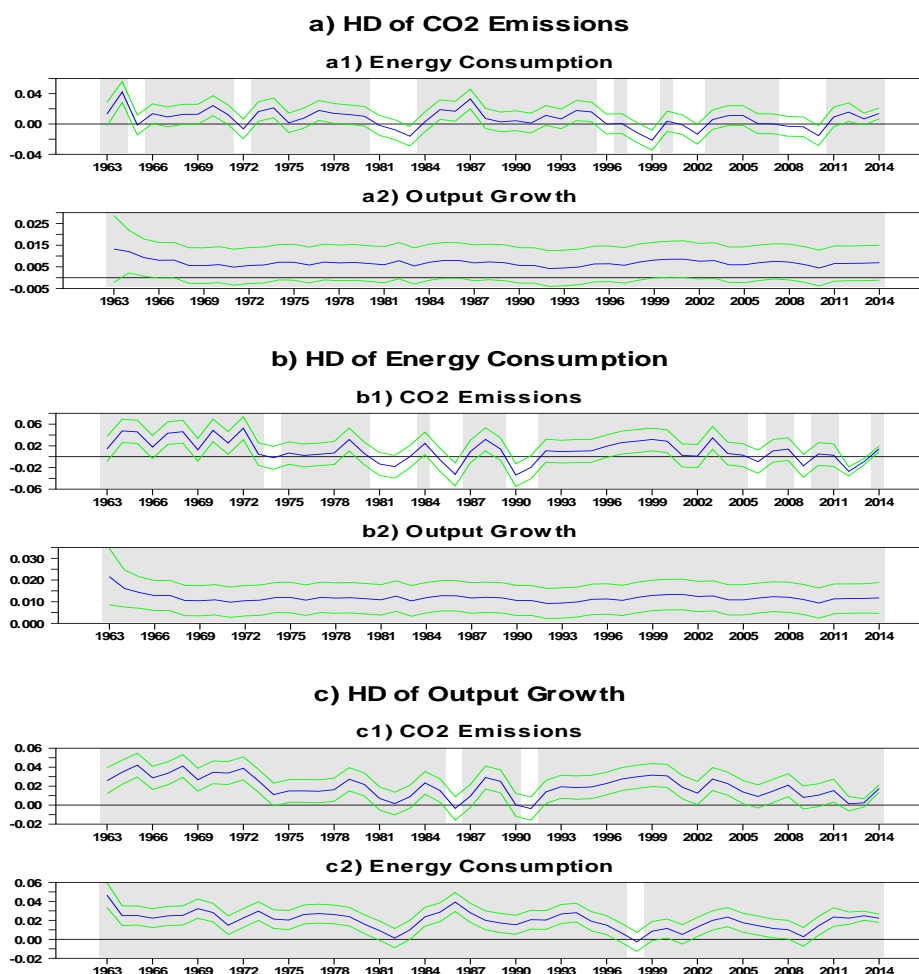 a) HD of CO2 Emissions
a1) Energy Consumption
0.04
0.00
-0.04
1963 1966 1969 1972 1975 1978 1981 1984 1987 1990 1993 1996 1999 2002 2005 2008 2011 2014
a2) Output Growth
0.025
0.015
0.005
-0.005
1963 1966 1969 1972 1975 1978 1981 1984 1987 1990 1993 1996 1999 2002 2005 2008 2011 2014
b) HD of Energy Consumption
b1) CO2 Emissions
0.06
0.02
-0.02
-0.06
1963 1966 1969 1972 1975 1978 1981 1984 1987 1990 1993 1996 1999 2002 2005 2008 2011 2014
b2) Output Growth
0.030
0.020
0.010
0.000
1963 1966 1969 1972 1975 1978 1981 1984 1987 1990 1993 1996 1999 2002 2005 2008 2011 2014
c) HD of Output Growth
c1) CO2 Emissions
0.06
0.04
0.02
0.00
-0.02
1963 1966 1969 1972 1975 1978 1981 1984 1987 1990 1993 1996 1999 2002 2005 2008 2011 2014
c2) Energy Consumption
0.06
0.04
0.02
0.00
-0.02
1963 1966 1969 1972 1975 1978 1981 1984 1987 1990 1993 1996 1999 2002 2005 2008 2011 2014